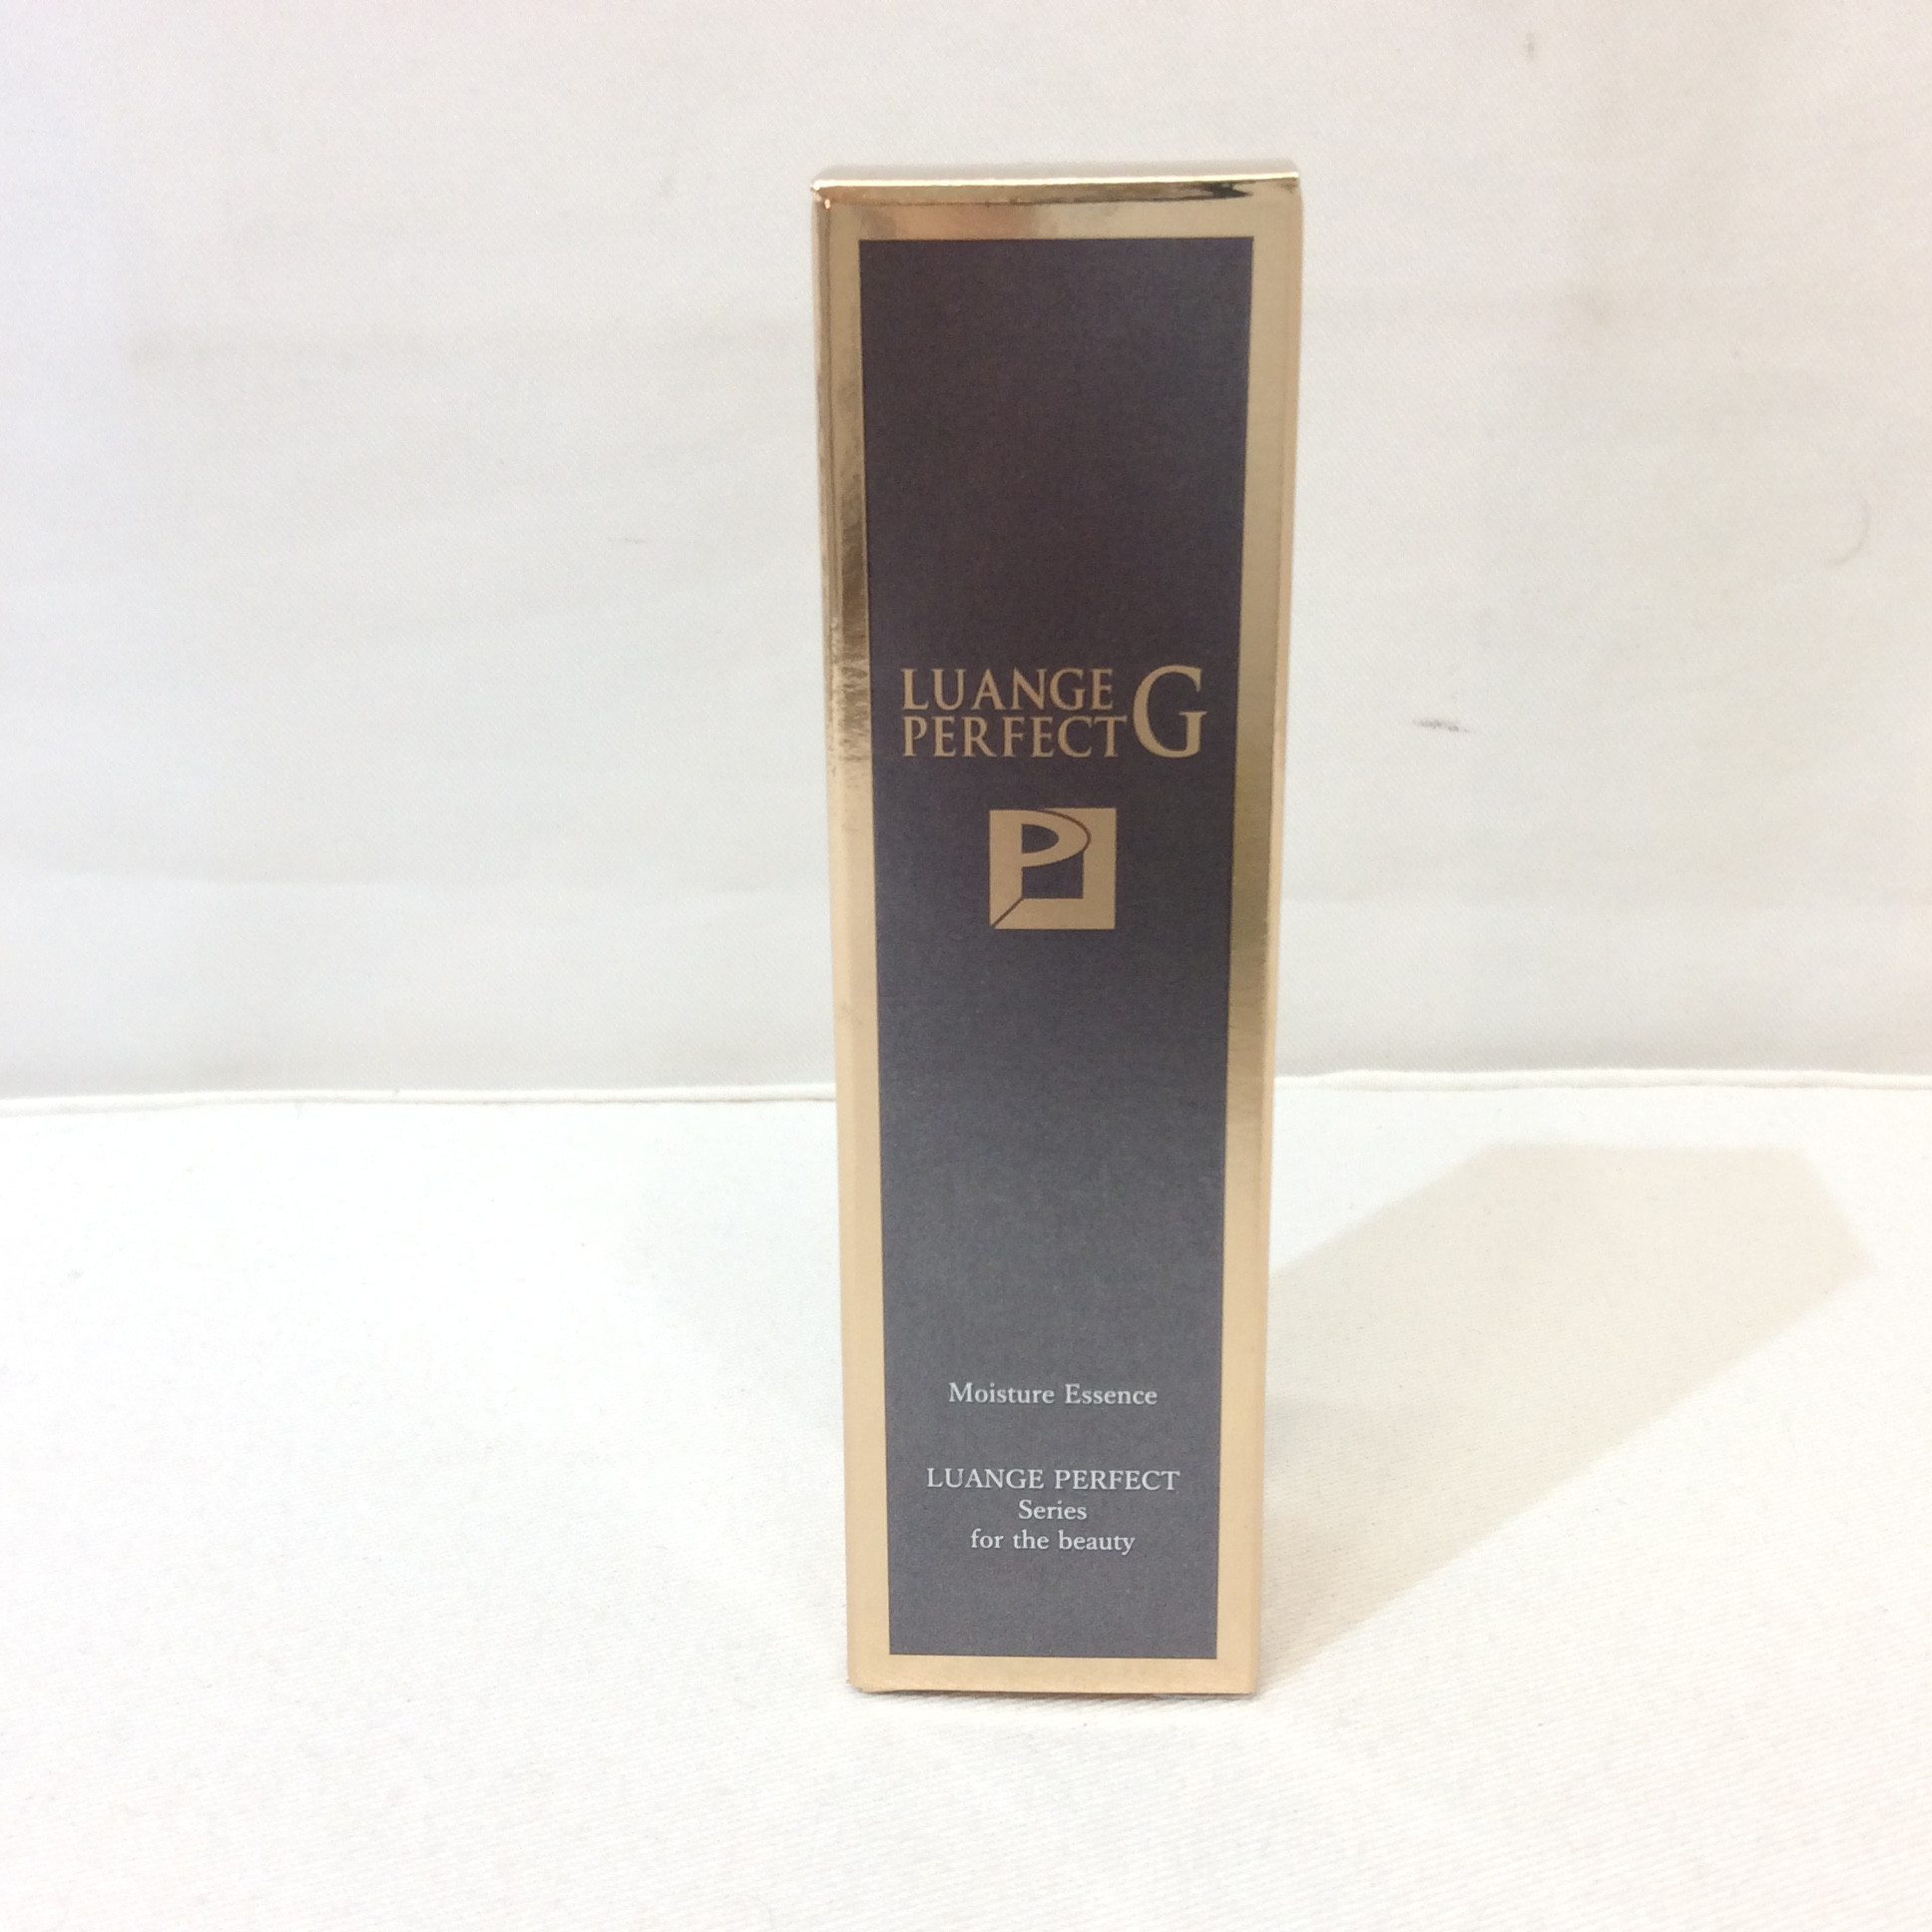 LUANGE
PERFECT G
P
Moisture Essence
LUANGE PERFECT
Series
for the beauty